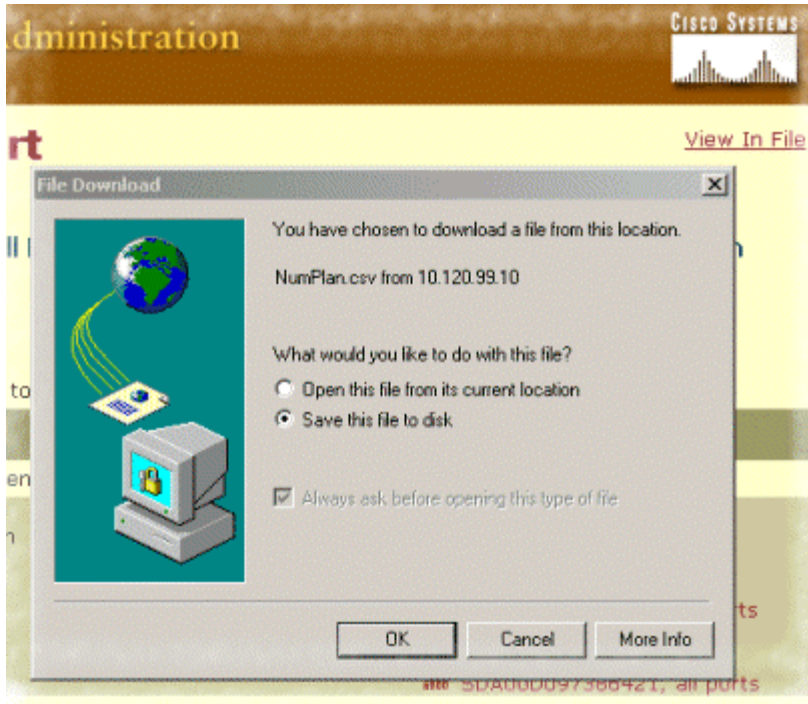 dministration
CISCO SYSTEMS
rt
View In File
File Download
You have chosen to download a file from this location.
NumPlan.csv from 10.120.99.10
What would you like to do with this file?
to
Open this file from its current location
Save this file to disk
en
Always ask before opening this type of file
ts
OK Cancel More Info
all ports